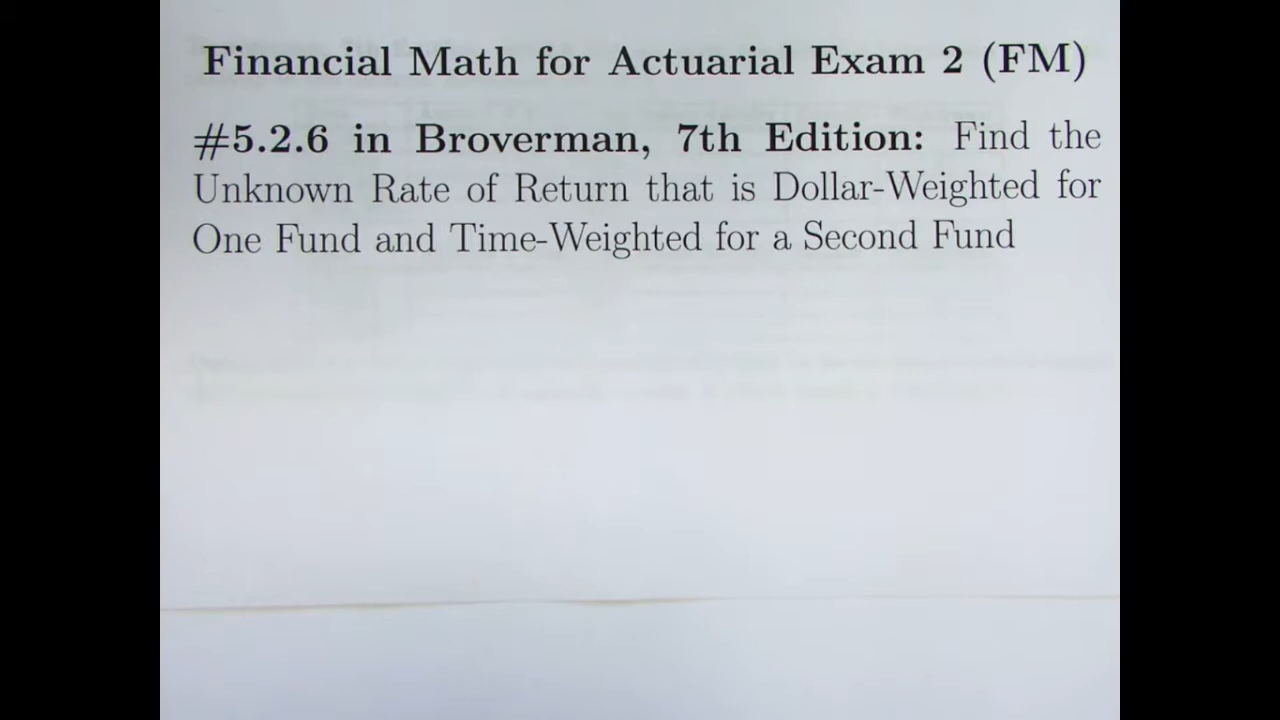 Financial Math for Actuarial Exam 2 (FM)
#5.2.6 in Broverman, 7th Edition: Find the
Unknown Rate of Return that is Dollar-Weighted for
One Fund and Time-Weighted for a Second Fund